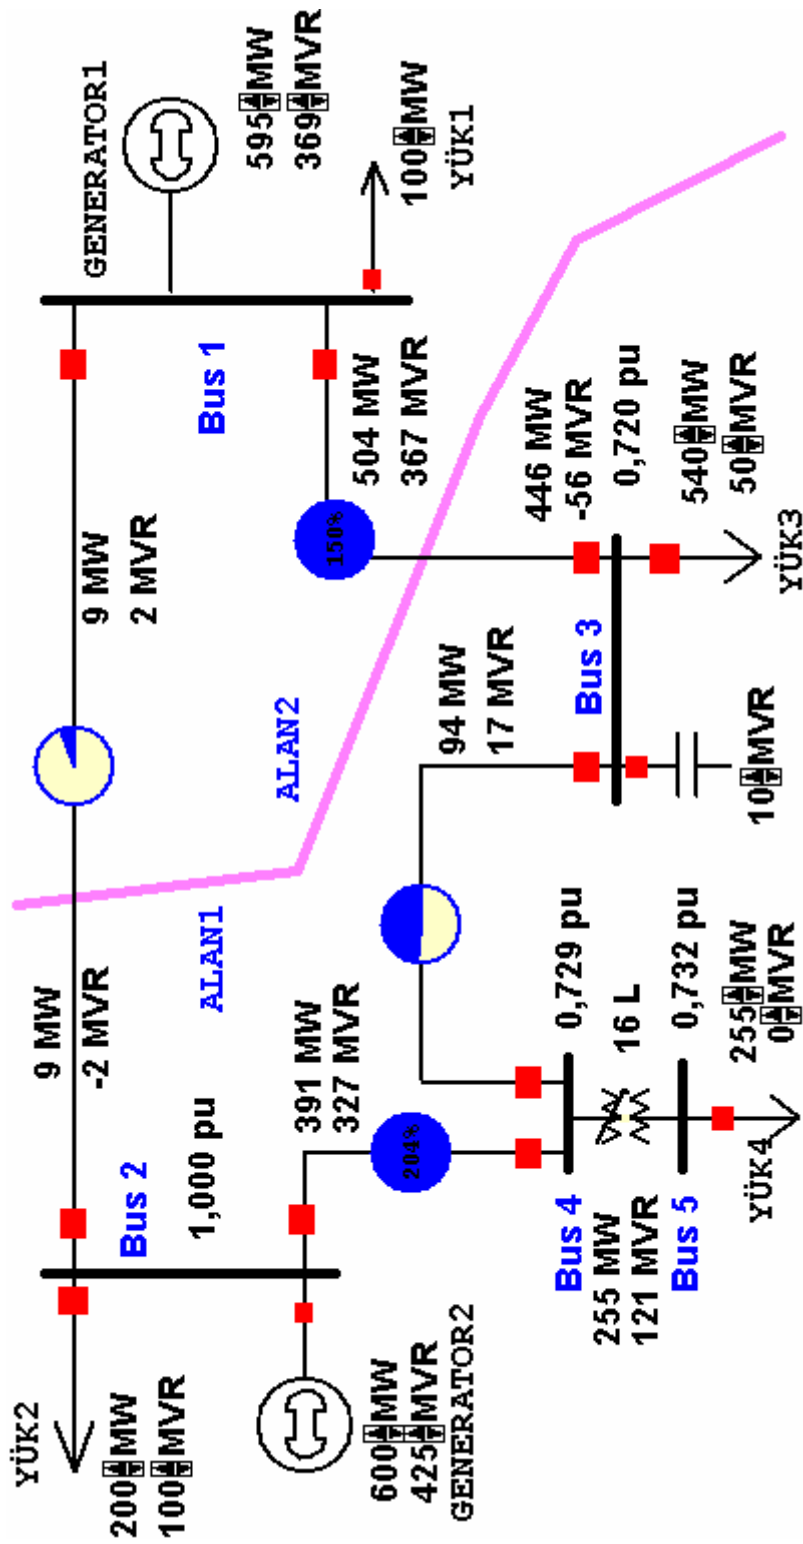 YÜK2
200 MW
100 MVR
9 MW
-2 MVR
9 MW
2 MVR
GENERATOR1
595 MW
369 MVR
Bus 2
1,000 pu
ALAN1
ALAN2
Bus 1
504 MW
367 MVR
150%
100 MW
YÜK1
600 MW
425 MVR
GENERATOR2
391 MW
327 MVR
204%
94 MW
17 MVR
446 MW
-56 MVR
0,720 pu
Bus 4
0,729 pu
255 MW
121 MVR
16 L
Bus 5
0,732 pu
Bus 3
540 MW
50 MVR
YÜK4
255 MW
0 MVR
10 MVR
YÜK3